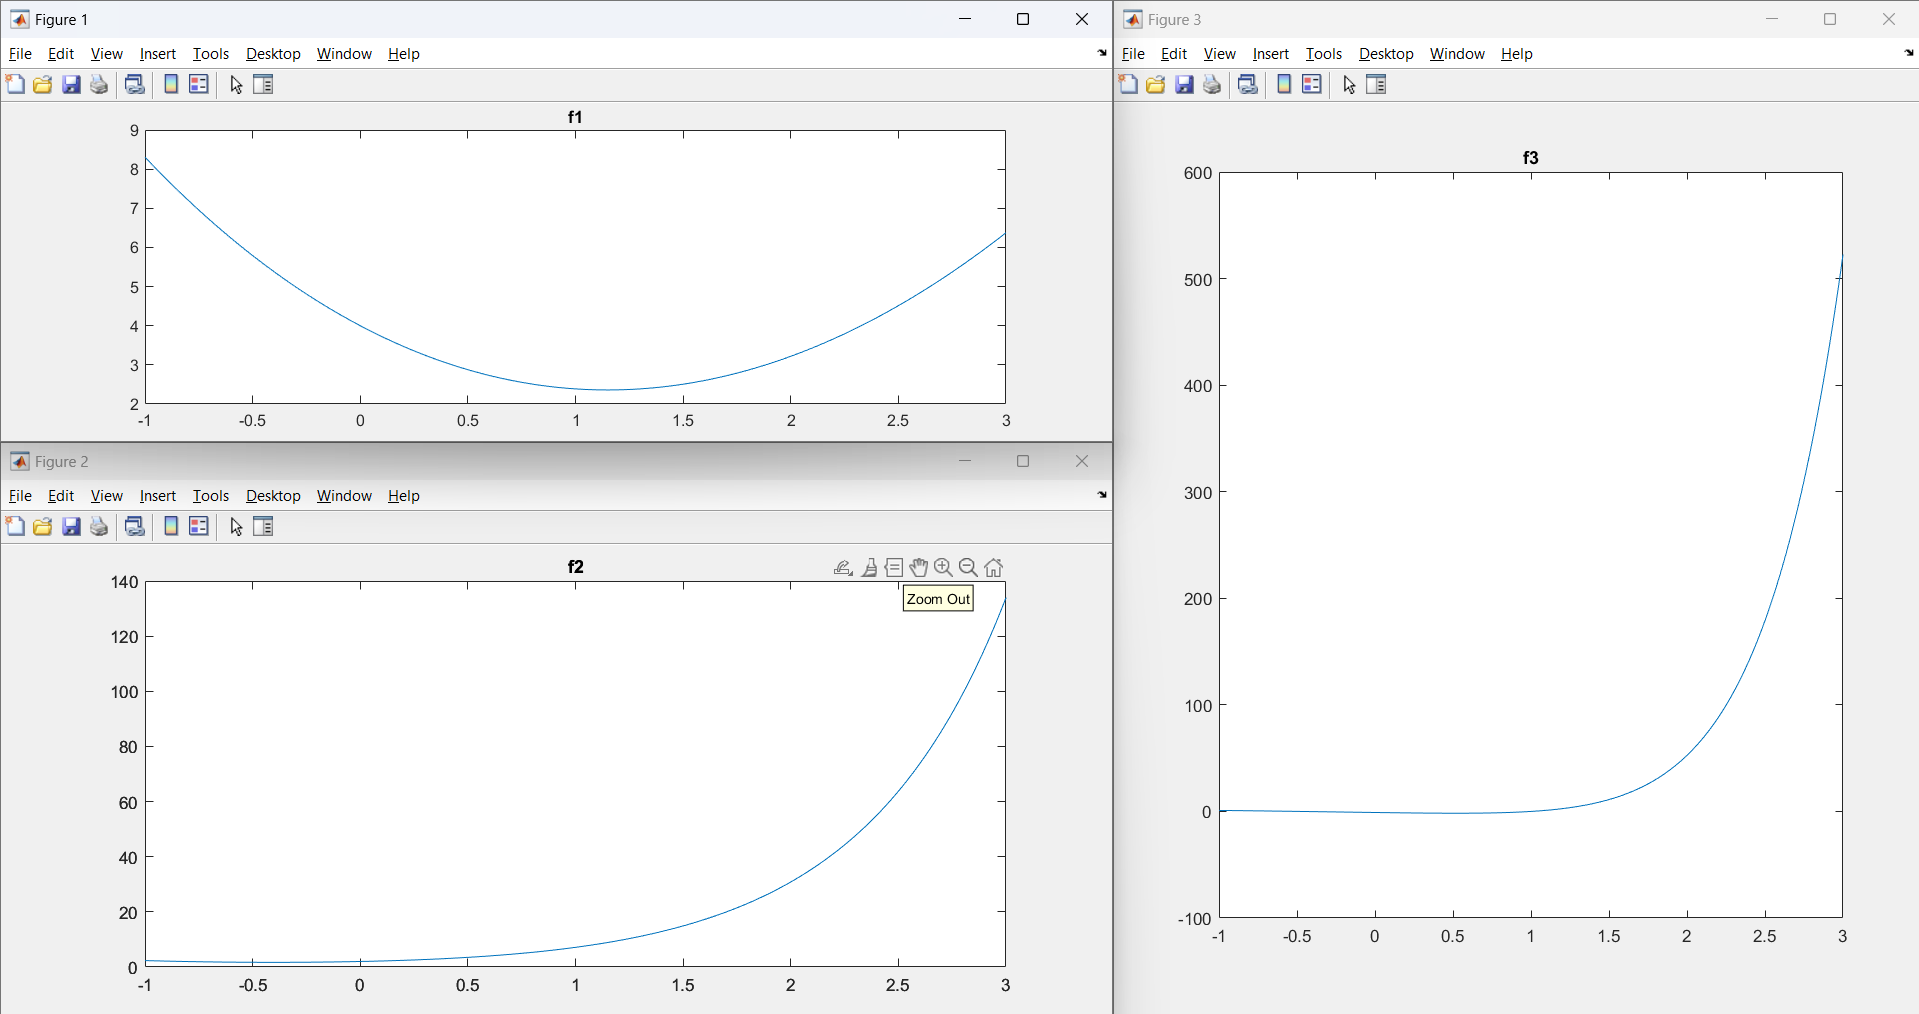 Figure 1
File Edit View Insert Tools Desktop Window Help
f1
9
8
7
6
5
4
3
2
-1 -0.5 0 0.5 1 1.5 2 2.5 3
Figure 2
File Edit View Insert Tools Desktop Window Help
f2
Zoom Out
140
120
100
80
60
40
20
0
-1 -0.5 0 0.5 1 1.5 2 2.5 3
Figure 3
File Edit View Insert Tools Desktop Window Help
f3
600
500
400
300
200
100
0
-100
-1 -0.5 0 0.5 1 1.5 2 2.5 3